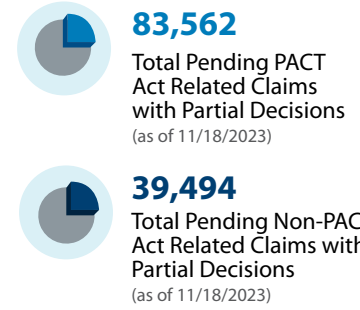 83,562
Total Pending PACT
Act Related Claims
with Partial Decisions
(as of 11/18/2023)
39,494
Total Pending Non-PAC
Act Related Claims with
Partial Decisions
(as of 11/18/2023)